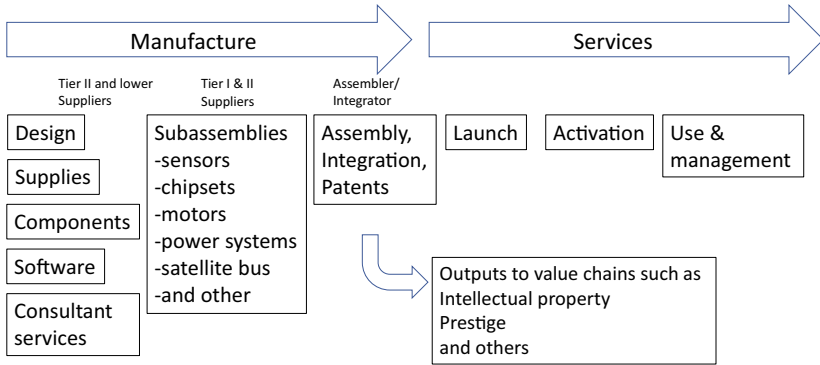 Manufacture
Services
Tier II and lower
Suppliers
Tier I & II
Suppliers
Assembler/
Integrator
Design
Supplies
Components
Software
Consultant
services
Subassemblies
-sensors
-chipsets
-motors
-power systems
-satellite bus
-and other
Assembly,
Integration,
Patents
Launch
Activation
Use &
management
Outputs to value chains such as
Intellectual property
Prestige
and others